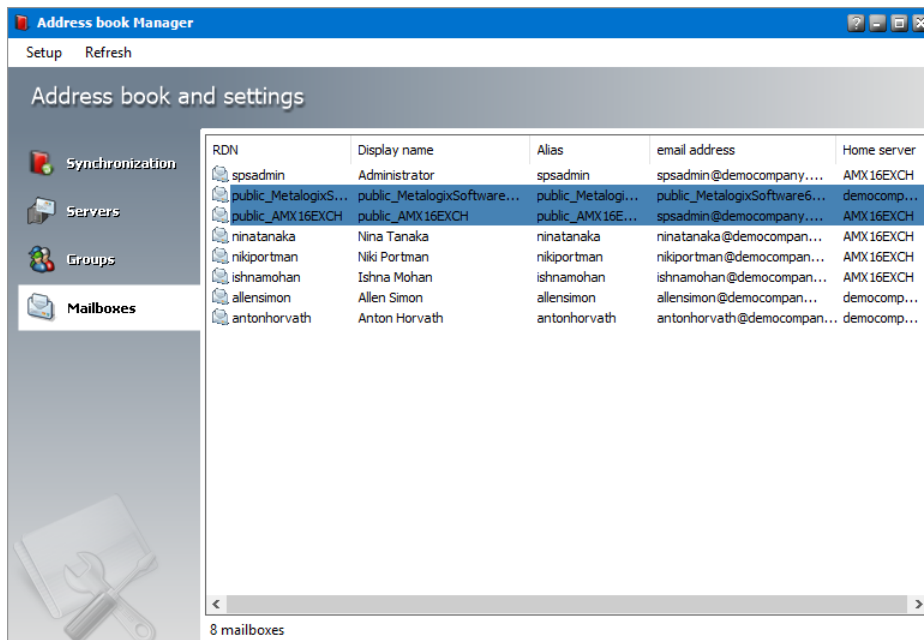 Address book Manager
Setup Refresh
Address book and settings
Synchronization
Servers
Groups
Mailboxes
RDN Display name Alias email address Home server
spsadmin Administrator spsadmin spsadmin@democompany.... AMX16EXCH
public_MetalogixS... public_MetalogixSoftware... public_Metalogi... public_MetalogixSoftware6... democomp...
public_AMX16EXCH public_AMX16EXCH public_AMX16E... spsadmin@democompany.... AMX16EXCH
ninatanaka Nina Tanaka ninatanaka ninatanaka@democompan... AMX16EXCH
nikiportman Niki Portman nikiportman nikiportman@democompan... AMX16EXCH
ishnamohan Ishna Mohan ishnamohan ishnamohan@democompan... AMX16EXCH
allensimon Allen Simon allensimon allensimon@democompany... democomp...
antonhorvath Anton Horvath antonhorvath antonhorvath@democompan... democomp...
8 mailboxes